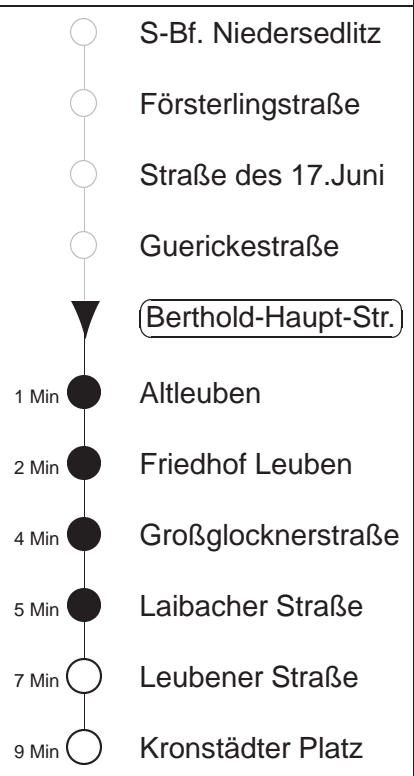 S-Bf. Niedersedlitz
Försterlingstraße
Straße des 17.Juni
Guerickestraße
Berthold-Haupt-Str.
1 Min Altleuben
2 Min Friedhof Leuben
4 Min Großglocknerstraße
5 Min Laibacher Straße
7 Min Leubener Straße
9 Min Kronstädter Platz